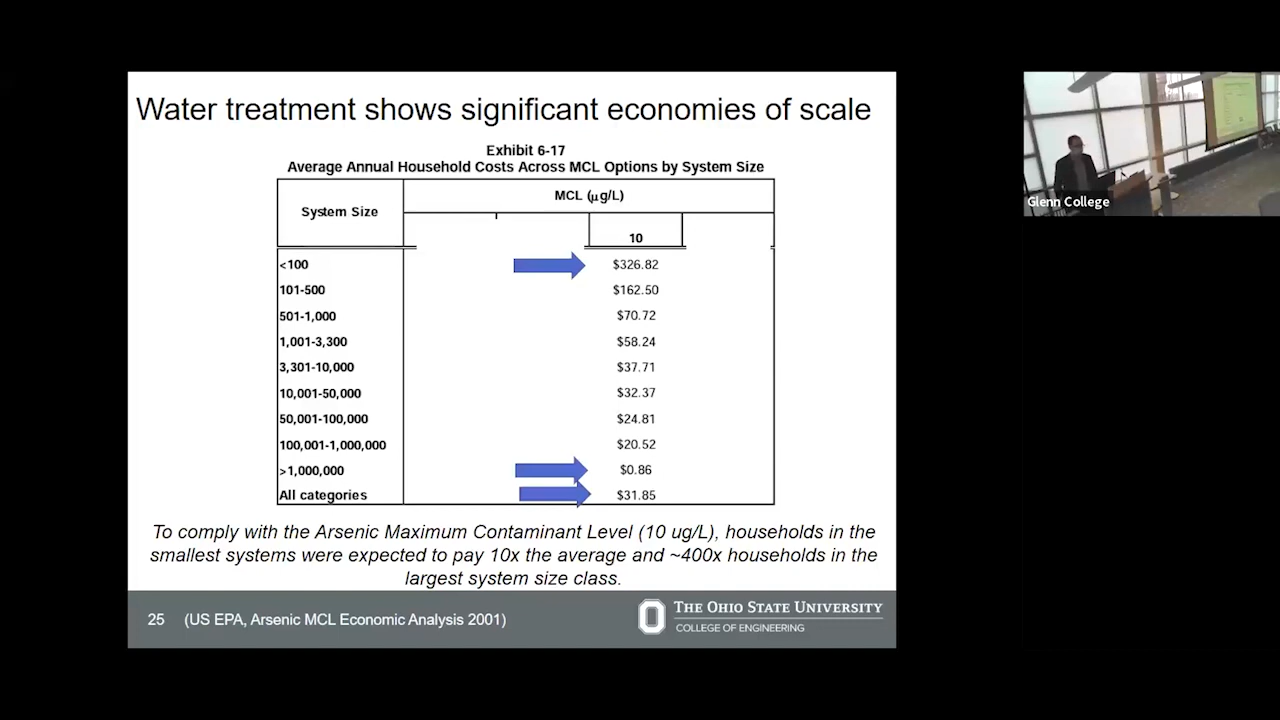 Water treatment shows significant economies of scale
Exhibit 6-17
Average Annual Household Costs Across MCL Options by System Size
System Size
MCL (µg/L)
10
<100 $326.82
101-500 $162.50
501-1,000 $70.72
1,001-3,300 $58.24
3,301-10,000 $37.71
10,001-50,000 $32.37
50,001-100,000 $24.81
100,001-1,000,000 $20.52
>1,000,000 $0.86
All categories $31.85
To comply with the Arsenic Maximum Contaminant Level (10 ug/L), households in the
smallest systems were expected to pay 10x the average and ~400x households in the
largest system size class.
25 (US EPA, Arsenic MCL Economic Analysis 2001)
THE OHIO STATE UNIVERSITY
COLLEGE OF ENGINEERING
Glenn College